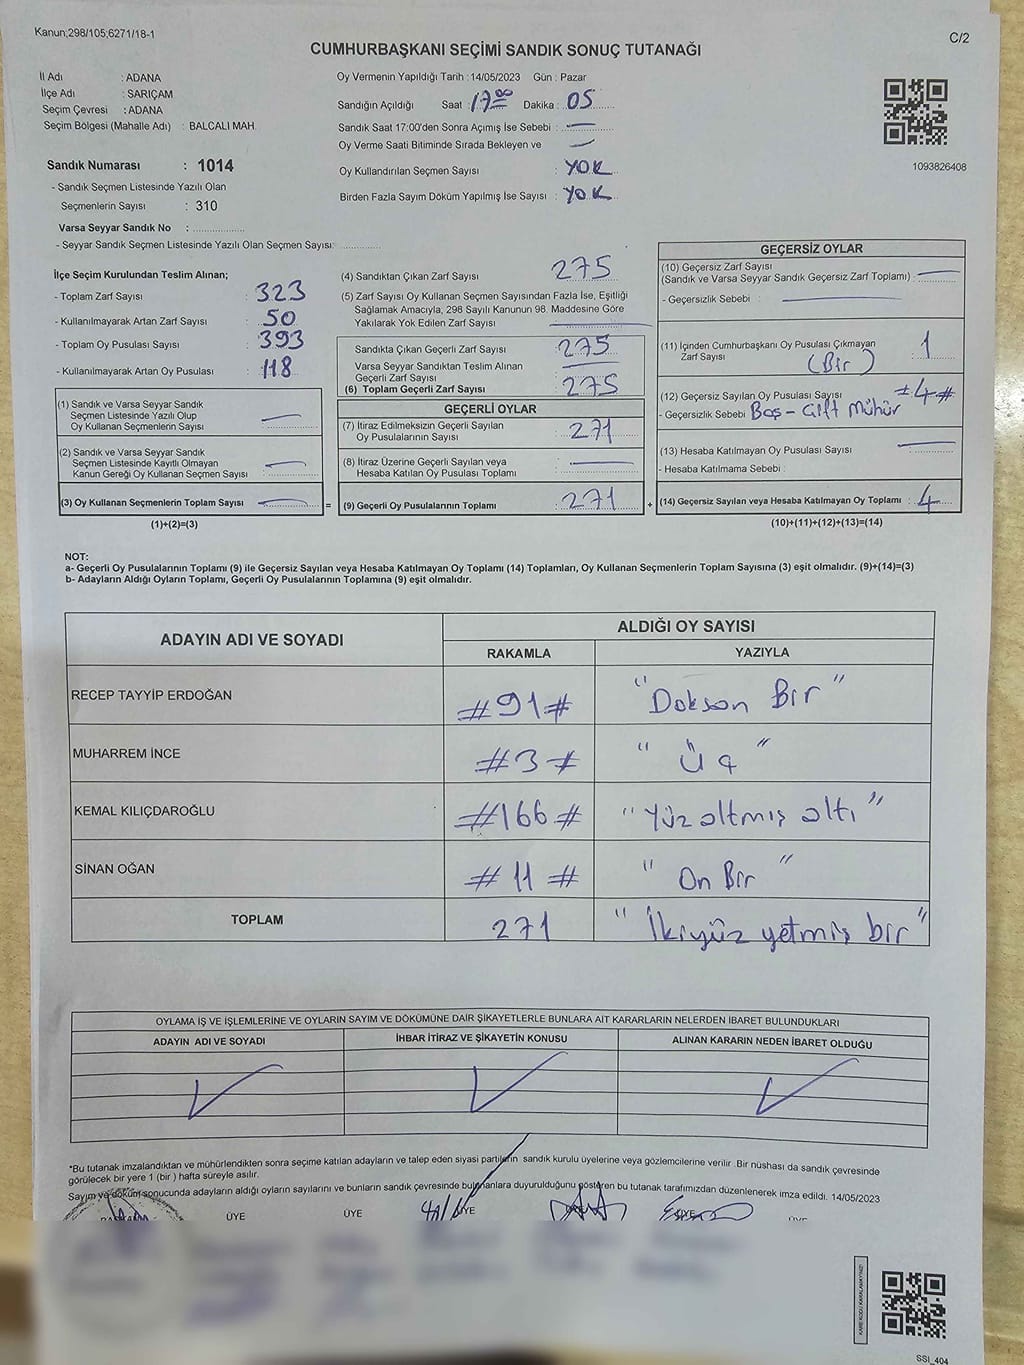 Kanun;298/105;6271/18-1
C/2
CUMHURBAŞKANI SEÇİMİ SANDIK SONUÇ TUTANAĞI
İl Adı : ADANA
İlçe Adı : SARIÇAM
Seçim Çevresi : ADANA
Seçim Bölgesi (Mahalle Adı) : BALCALI MAH.
Sandık Numarası : 1014
- Sandık Seçmen Listesinde Yazılı Olan
Seçmenlerin Sayısı : 310
Varsa Seyyar Sandık No :
- Seyyar Sandık Seçmen Listesinde Yazılı Olan Seçmen Sayısı:
Oy Vermenin Yapıldığı Tarih : 14/05/2023 Gün : Pazar
Sandığın Açıldığı Saat : 17:00 Dakika : 05
Sandık Saat 17:00'den Sonra Açımış İse Sebebi : —
Oy Verme Saati Bitiminde Sırada Bekleyen ve —
Oy Kullandırılan Seçmen Sayısı : YOK
Birden Fazla Sayım Döküm Yapılmış İse Sayısı : YOK
1093826408
İlçe Seçim Kurulundan Teslim Alınan;
- Toplam Zarf Sayısı : 323
- Kullanılmayarak Artan Zarf Sayısı : 50
- Toplam Oy Pusulası Sayısı : 393
- Kullanılmayarak Artan Oy Pusulası : 118
(1) Sandık ve Varsa Seyyar Sandık
Seçmen Listesinde Yazılı Olup
Oy Kullanan Seçmenlerin Sayısı : —
(2) Sandık ve Varsa Seyyar Sandık
Seçmen Listesinde Kayıtlı Olmayan
Kanun Gereği Oy Kullanan Seçmen Sayısı : —
(3) Oy Kullanan Seçmenlerin Toplam Sayısı : —
(1)+(2)=(3)
(4) Sandıktan Çıkan Zarf Sayısı : 275
(5) Zarf Sayısı Oy Kullanan Seçmen Sayısından Fazla İse, Eşitliği
Sağlamak Amacıyla, 298 Sayılı Kanunun 98. Maddesine Göre
Yakılarak Yok Edilen Zarf Sayısı : —
Sandıkta Çıkan Geçerli Zarf Sayısı : 275
Varsa Seyyar Sandıktan Teslim Alınan
Geçerli Zarf Sayısı : —
(6) Toplam Geçerli Zarf Sayısı : 275
GEÇERLİ OYLAR
(7) İtiraz Edilmeksizin Geçerli Sayılan
Oy Pusulalarının Sayısı : 271
(8) İtiraz Üzerine Geçerli Sayılan veya
Hesaba Katılan Oy Pusulası Toplamı : —
= (9) Geçerli Oy Pusulalarının Toplamı : 271 +
GEÇERSİZ OYLAR
(10) Geçersiz Zarf Sayısı
(Sandık ve Varsa Seyyar Sandık Geçersiz Zarf Toplamı) : —
- Geçersizlik Sebebi : —
(11) İçinden Cumhurbaşkanı Oy Pusulası Çıkmayan
Zarf Sayısı (Bir) : 1
(12) Geçersiz Sayılan Oy Pusulası Sayısı : #4#
- Geçersizlik Sebebi : Boş - Çift Mühür
(13) Hesaba Katılmayan Oy Pusulası Sayısı : —
- Hesaba Katılmama Sebebi :
(14) Geçersiz Sayılan veya Hesaba Katılmayan Oy Toplamı : 4
(10)+(11)+(12)+(13)=(14)
NOT:
a- Geçerli Oy Pusulalarının Toplamı (9) ile Geçersiz Sayılan veya Hesaba Katılmayan Oy Toplamı (14) Toplamları, Oy Kullanan Seçmenlerin Toplam Sayısına (3) eşit olmalıdır. (9)+(14)=(3)
b- Adayların Aldığı Oyların Toplamı, Geçerli Oy Pusulalarının Toplamına (9) eşit olmalıdır.
ADAYIN ADI VE SOYADI
ALDIĞI OY SAYISI
RAKAMLA YAZIYLA
RECEP TAYYİP ERDOĞAN #91# "Doksan Bir"
MUHARREM İNCE #3# "Üç"
KEMAL KILIÇDAROĞLU #166# "Yüz altmış altı"
SİNAN OĞAN #11# "On Bir"
TOPLAM 271 "İkiyüz yetmiş bir"
OYLAMA İŞ VE İŞLEMLERİNE VE OYLARIN SAYIM VE DÖKÜMÜNE DAİR ŞİKAYETLERLE BUNLARA AİT KARARLARIN NELERDEN İBARET BULUNDUKLARI
ADAYIN ADI VE SOYADI İHBAR İTİRAZ VE ŞİKAYETİN KONUSU ALINAN KARARIN NEDEN İBARET OLDUĞU
*Bu tutanak imzalandıktan ve mühürlendikten sonra seçime katılan adayların ve talep eden siyasi partilerin sandık kurulu üyelerine veya gözlemcilerine verilir .Bir nüshası da sandık çevresinde
görülecek bir yere 1 (bir ) hafta süreyle asılır.
Sayım ve döküm sonucunda adayların aldığı oyların sayılarını ve bunların sandık çevresinde bulunanlara duyurulduğunu gösteren bu tutanak tarafımızdan düzenlenerek imza edildi. 14/05/2023
BAŞKAN ÜYE ÜYE ÜYE ÜYE ÜYE
KARE KODU KARALAMAYINIZ!
SSI_404